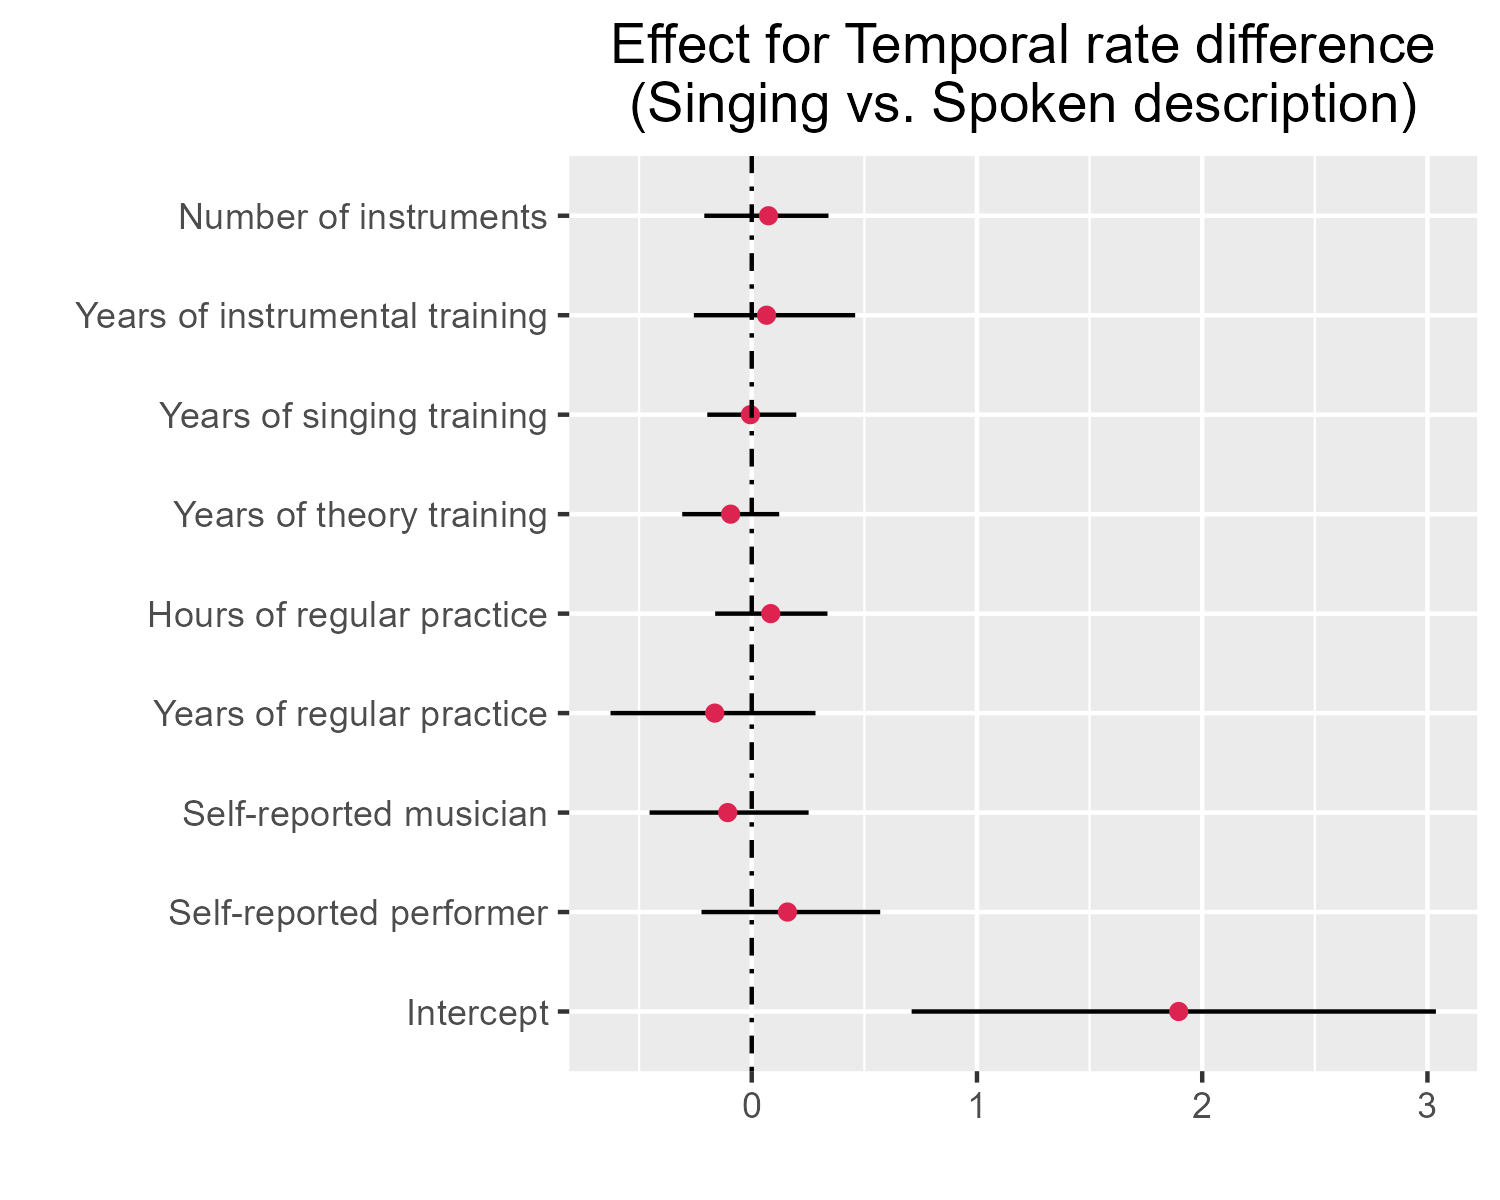 Effect for Temporal rate difference
(Singing vs. Spoken description)
Number of instruments
Years of instrumental training
Years of singing training
Years of theory training
Hours of regular practice
Years of regular practice
Self-reported musician
Self-reported performer
Intercept
0 1 2 3